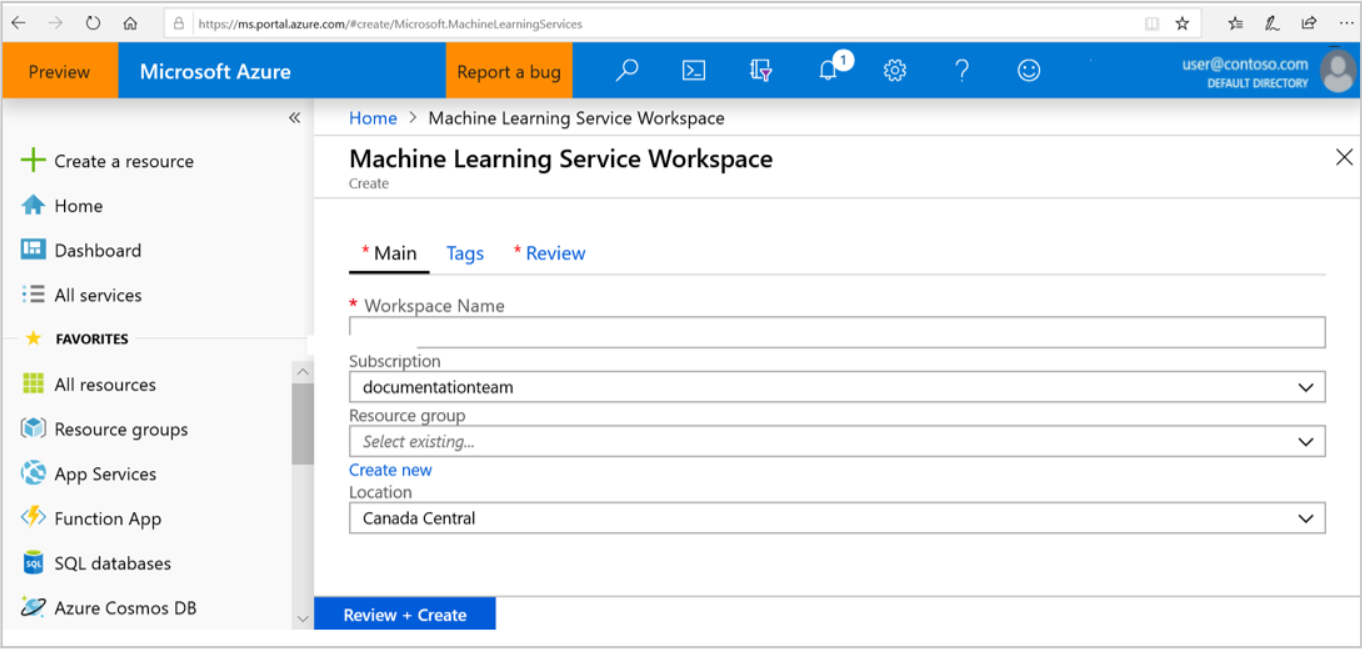 https://ms.portal.azure.com/#create/Microsoft.MachineLearningServices
Preview
Microsoft Azure
Report a bug
1
user@contoso.com
DEFAULT DIRECTORY
Create a resource
Home
Dashboard
All services
FAVORITES
All resources
Resource groups
App Services
Function App
SQL
SQL databases
Azure Cosmos DB
Home > Machine Learning Service Workspace
Machine Learning Service Workspace
Create
* Main Tags * Review
* Workspace Name
Subscription
documentationteam
Resource group
Select existing...
Create new
Location
Canada Central
Review + Create